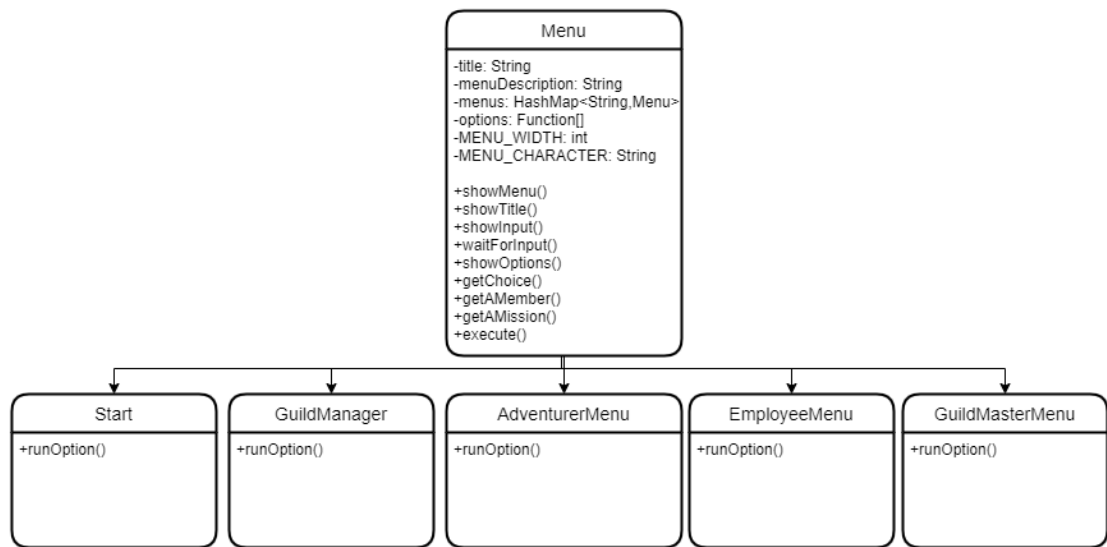 Menu
-title: String
-menuDescription: String
-menus: HashMap<String,Menu>
-options: Function[]
-MENU_WIDTH: int
-MENU_CHARACTER: String
+showMenu()
+showTitle()
+showInput()
+waitForInput()
+showOptions()
+getChoice()
+getAMember()
+getAMission()
+execute()
Start
+runOption()
GuildManager
+runOption()
AdventurerMenu
+runOption()
EmployeeMenu
+runOption()
GuildMasterMenu
+runOption()